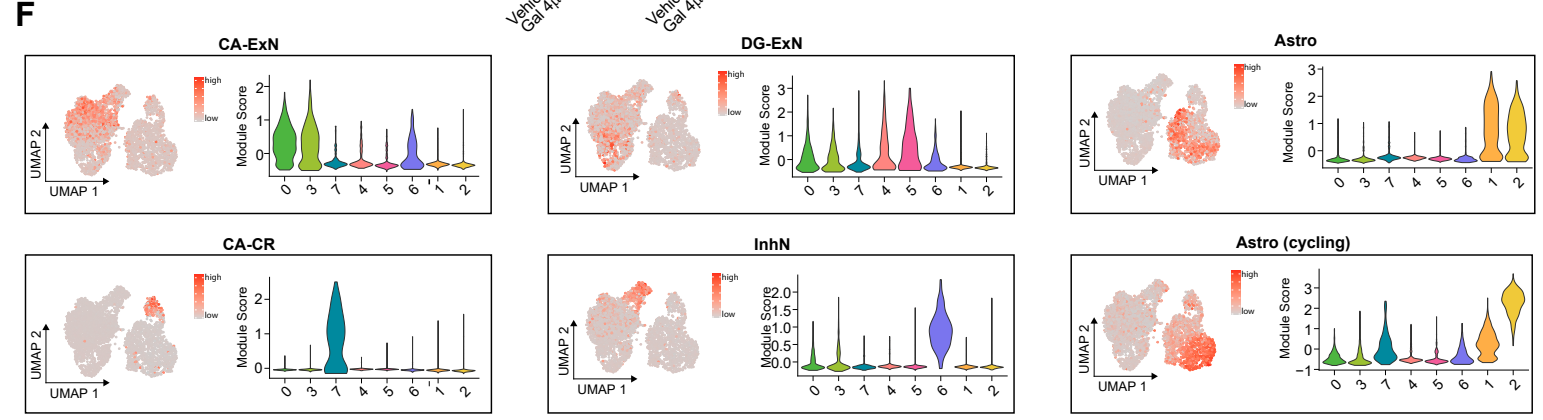 F
Vehic
Gal 4μ
Vehic
Gal 4μ
CA-ExN
high
low
UMAP 2
UMAP 1
Module Score
2
1
0
0 3 7 4 5 6 1 2
DG-ExN
high
low
UMAP 2
UMAP 1
Module Score
3
2
1
0
0 3 7 4 5 6 1 2
Astro
high
low
UMAP 2
UMAP 1
Module Score
3
2
1
0
0 3 7 4 5 6 1 2
CA-CR
high
low
UMAP 2
UMAP 1
Module Score
2
1
0
0 3 7 4 5 6 1 2
InhN
high
low
UMAP 2
UMAP 1
Module Score
2.0
1.5
1.0
0.5
0.0
0 3 7 4 5 6 1 2
Astro (cycling)
high
low
UMAP 2
UMAP 1
Module Score
3
2
1
0
−1
0 3 7 4 5 6 1 2